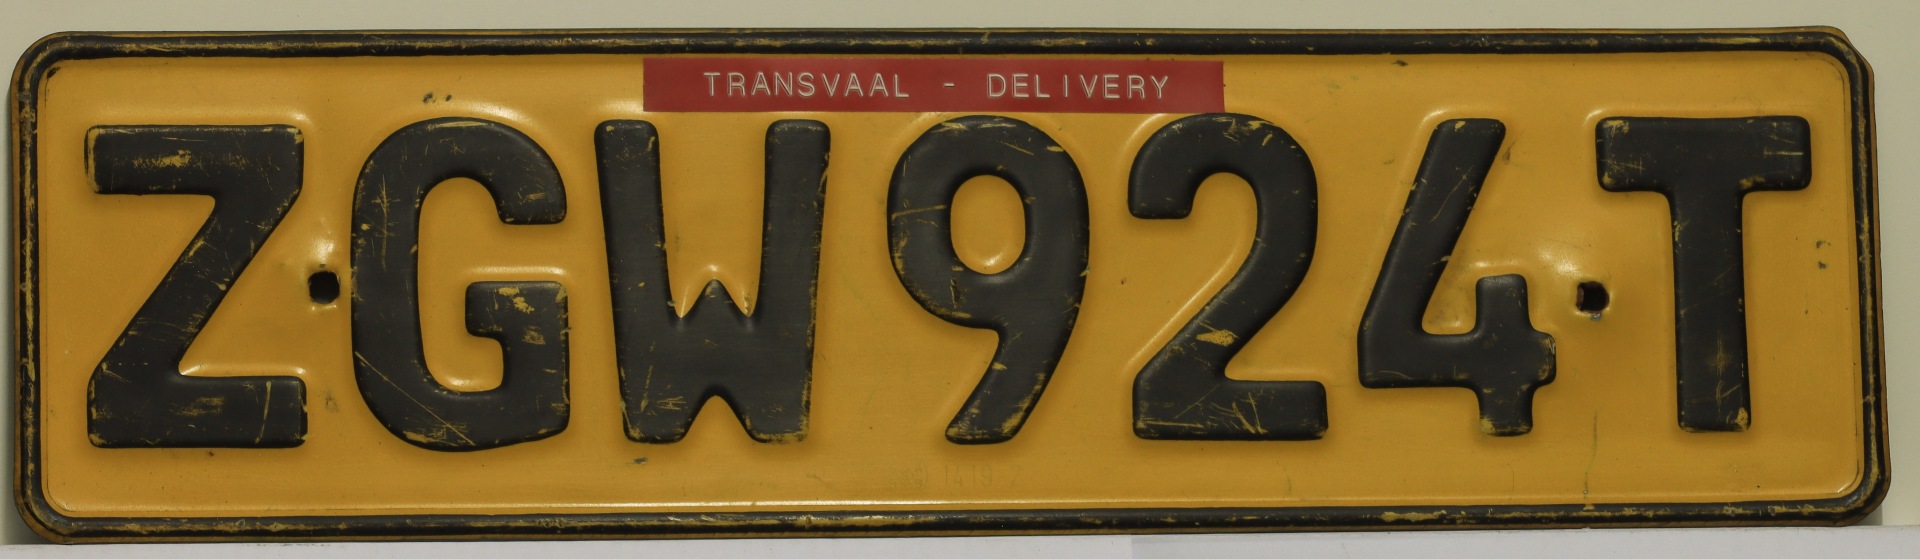 TRANSVAAL - DELIVERY
ZGW924T